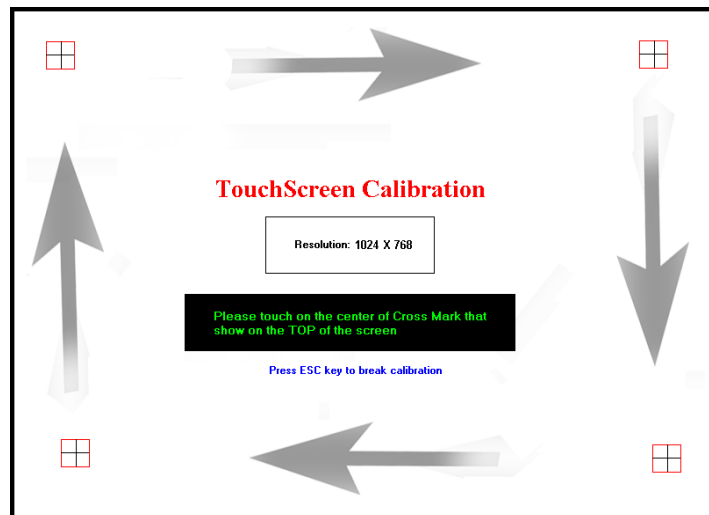 TouchScreen Calibration
Resolution: 1024 X 768
Please touch on the center of Cross Mark that
show on the TOP of the screen
Press ESC key to break calibration